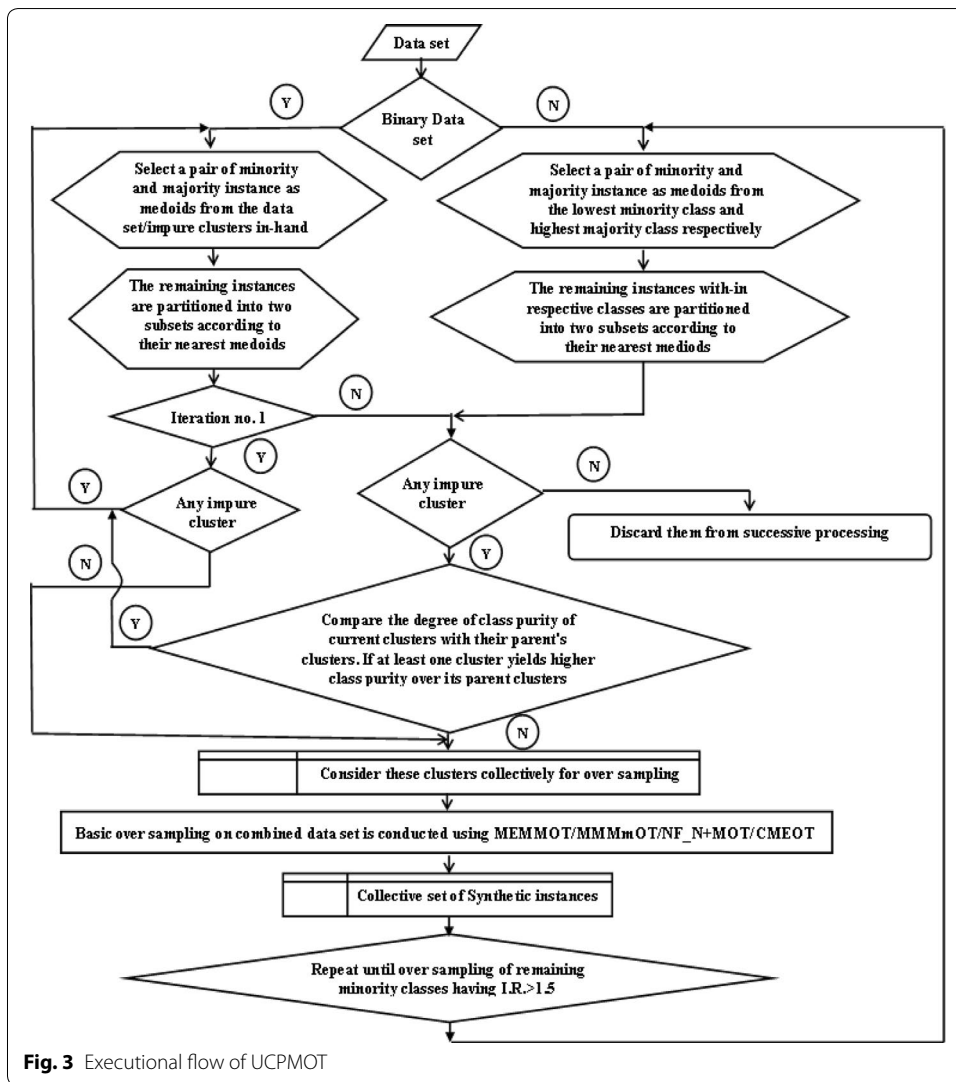 Data set
Y
N
Binary Data
set
Select a pair of minority
and majority instance as
medoids from the data
set/impure clusters in-hand
Select a pair of minority and
majority instance as medoids from
the lowest minority class and
highest majority class respectively
The remaining instances
are partitioned into two
subsets according to
their nearest medoids
The remaining instances with-in
respective classes are partitioned
into two subsets according to
their nearest mediods
Iteration no. 1
N
Y
Y
Any impure
cluster
Any impure
cluster
N
Discard them from successive processing
N
Y
Y
Compare the degree of class purity of
current clusters with their parent's
clusters. If at least one cluster yields higher
class purity over its parent clusters
N
Consider these clusters collectively for over sampling
Basic over sampling on combined data set is conducted using MEMMOT/MMMmOT/NF_N+MOT/CMEOT
Collective set of Synthetic instances
Repeat until over sampling of remaining
minority classes having I.R.>1.5
Fig. 3 Executional flow of UCPMOT